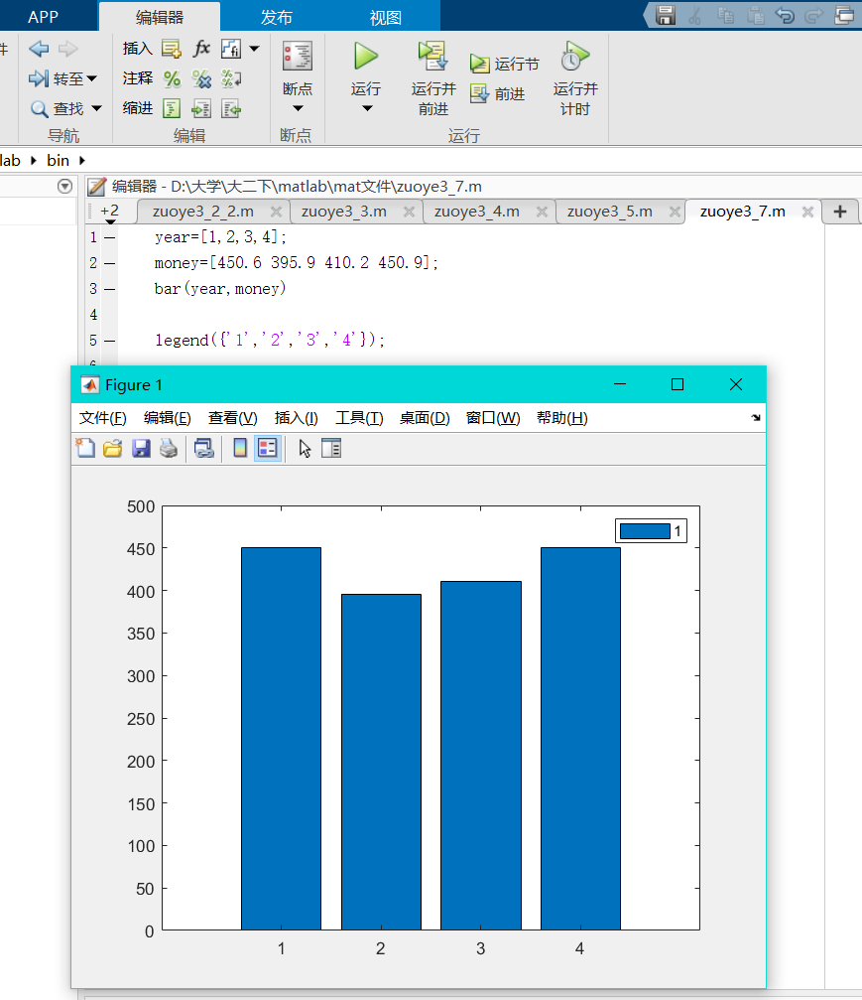 APP 编辑器 发布 视图
件 插入 fx fi
转至 注释 断点 运行 运行并 前进 运行节 运行并 计时
查找 缩进 前进
导航 编辑 断点 运行
lab bin
编辑器 - D:\大学\大二下\matlab\mat文件\zuoye3_7.m
+2 zuoye3_2_2.m zuoye3_3.m zuoye3_4.m zuoye3_5.m zuoye3_7.m +
1 year=[1,2,3,4];
2 money=[450.6 395.9 410.2 450.9];
3 bar(year,money)
4
5 legend({'1','2','3','4'});
Figure 1
文件(F) 编辑(E) 查看(V) 插入(I) 工具(T) 桌面(D) 窗口(W) 帮助(H)
500
1
450
400
350
300
250
200
150
100
50
0
1 2 3 4